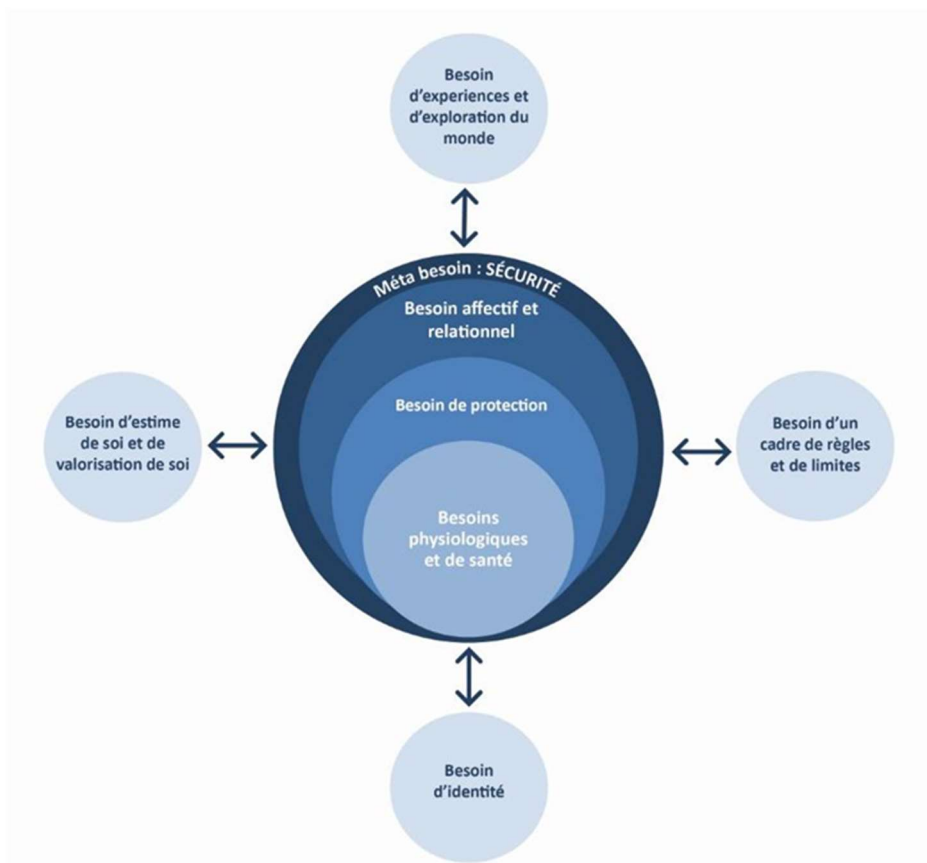 Besoin
d'experiences et
d'exploration du
monde
Méta besoin : SÉCURITÉ
Besoin affectif et
relationnel
Besoin d'estime
de soi et de
valorisation de soi
Besoin de protection
Besoin d'un
cadre de règles
et de limites
Besoins
physiologiques
et de santé
Besoin
d'identité